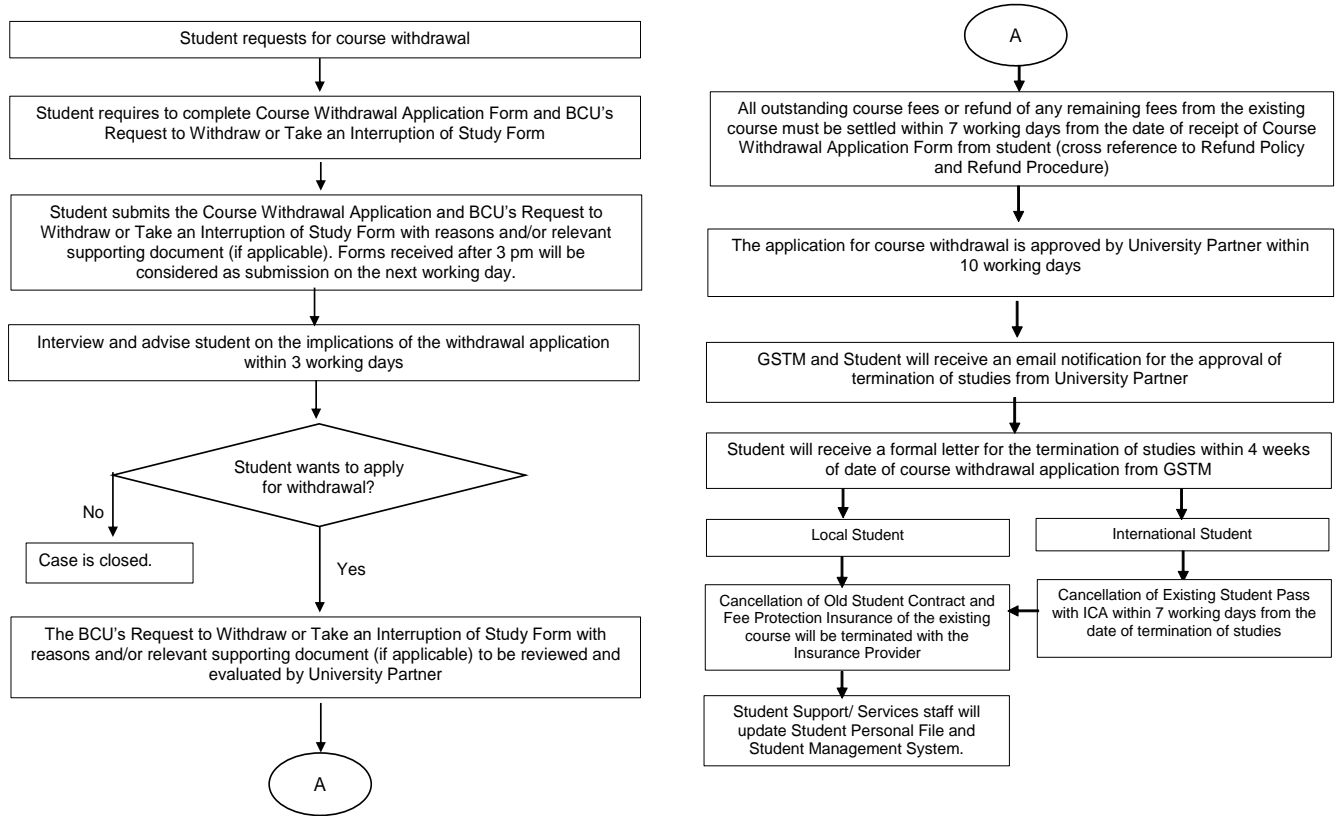 Student requests for course withdrawal
Student requires to complete Course Withdrawal Application Form and BCU's
Request to Withdraw or Take an Interruption of Study Form
Student submits the Course Withdrawal Application and BCU's Request to
Withdraw or Take an Interruption of Study Form with reasons and/or relevant
supporting document (if applicable). Forms received after 3 pm will be
considered as submission on the next working day.
Interview and advise student on the implications of the withdrawal application
within 3 working days
Student wants to apply
for withdrawal?
No
Case is closed.
Yes
The BCU's Request to Withdraw or Take an Interruption of Study Form with
reasons and/or relevant supporting document (if applicable) to be reviewed and
evaluated by University Partner
A
A
All outstanding course fees or refund of any remaining fees from the existing
course must be settled within 7 working days from the date of receipt of Course
Withdrawal Application Form from student (cross reference to Refund Policy
and Refund Procedure)
The application for course withdrawal is approved by University Partner within
10 working days
GSTM and Student will receive an email notification for the approval of
termination of studies from University Partner
Student will receive a formal letter for the termination of studies within 4 weeks
of date of course withdrawal application from GSTM
Local Student
International Student
Cancellation of Old Student Contract and
Fee Protection Insurance of the existing
course will be terminated with the
Insurance Provider
Cancellation of Existing Student Pass
with ICA within 7 working days from the
date of termination of studies
Student Support/ Services staff will
update Student Personal File and
Student Management System.